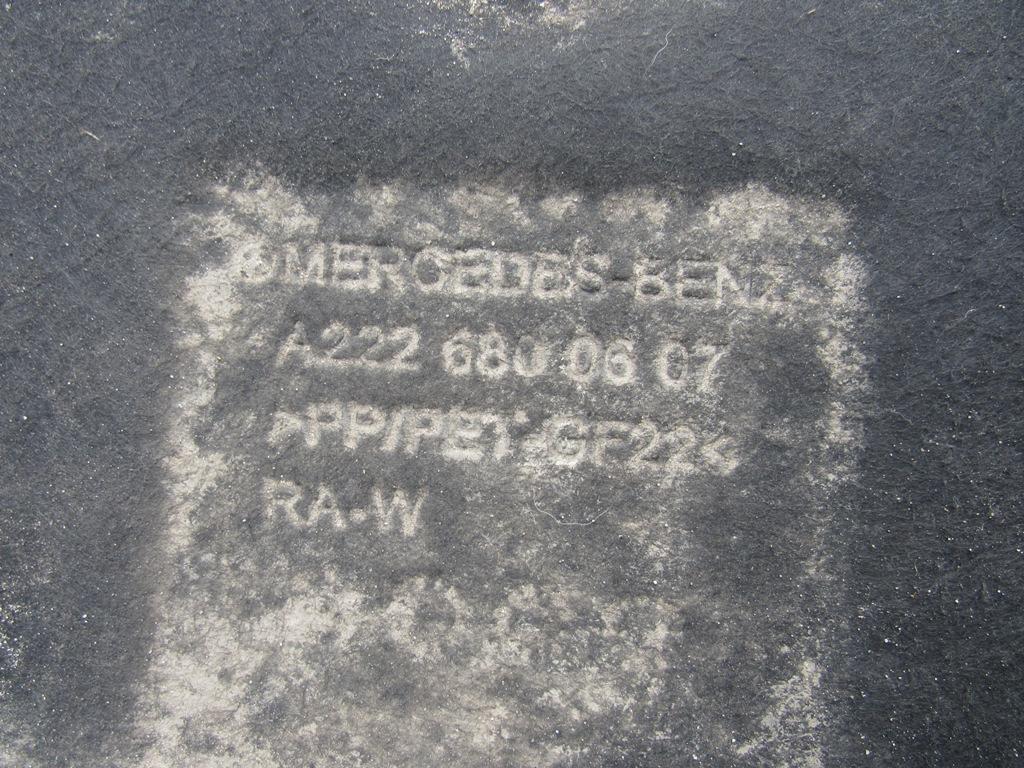 MERCEDES-BENZ
A222 680 06 07
>PP/PET-GF22<
RA-W